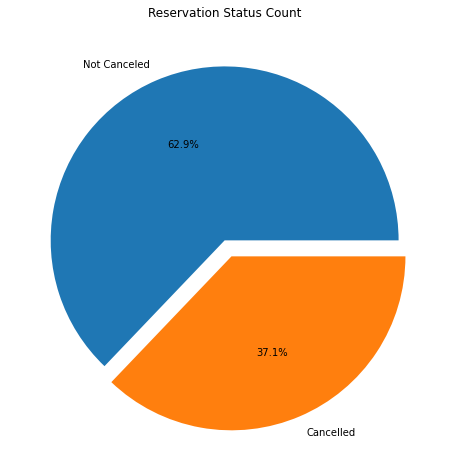 Reservation Status Count
Not Canceled
62.9%
37.1%
Cancelled